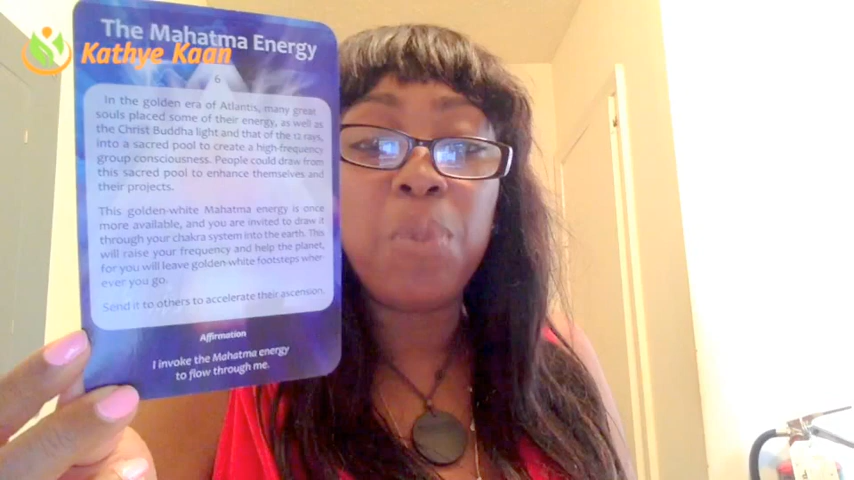 The Mahatma Energy
Kathye Kaan
6
In the golden era of Atlantis, many great
souls placed some of their energy, as well as
the Christ Buddha light and that of the 12 rays,
into a sacred pool to create a high-frequency
group consciousness. People could draw from
this sacred pool to enhance themselves and
their projects.
This golden-white Mahatma energy is once
more available, and you are invited to draw it
through your chakra system into the earth. This
will raise your frequency and help the planet,
for you will leave golden-white footsteps wher-
ever you go.
Send it to others to accelerate their ascension.
Affirmation
I invoke the Mahatma energy
to flow through me.